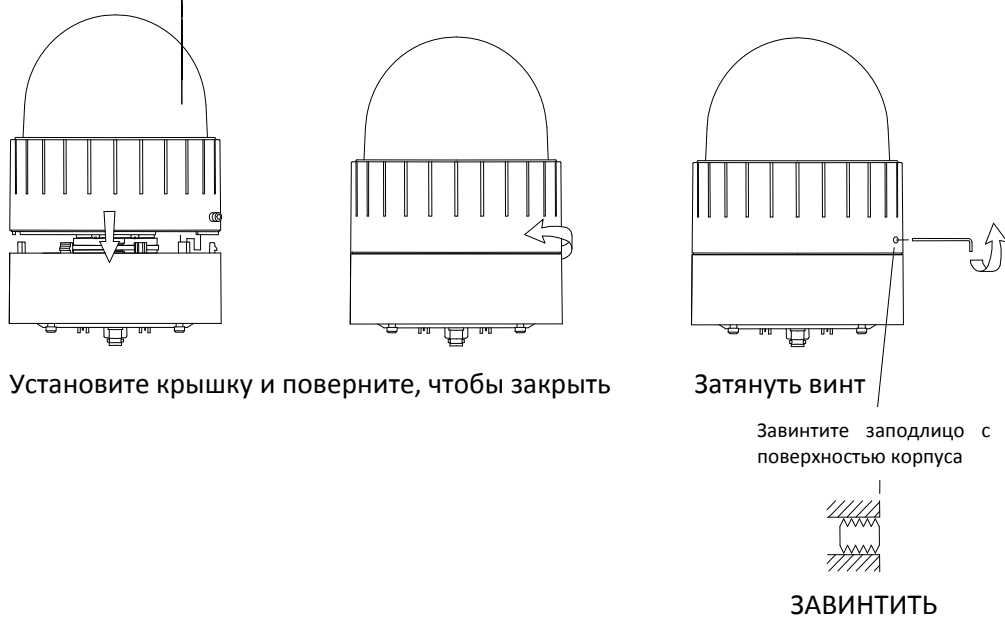 Установите крышку и поверните, чтобы закрыть
Затянуть винт
Завинтите заподлицо с
поверхностью корпуса
ЗАВИНТИТЬ